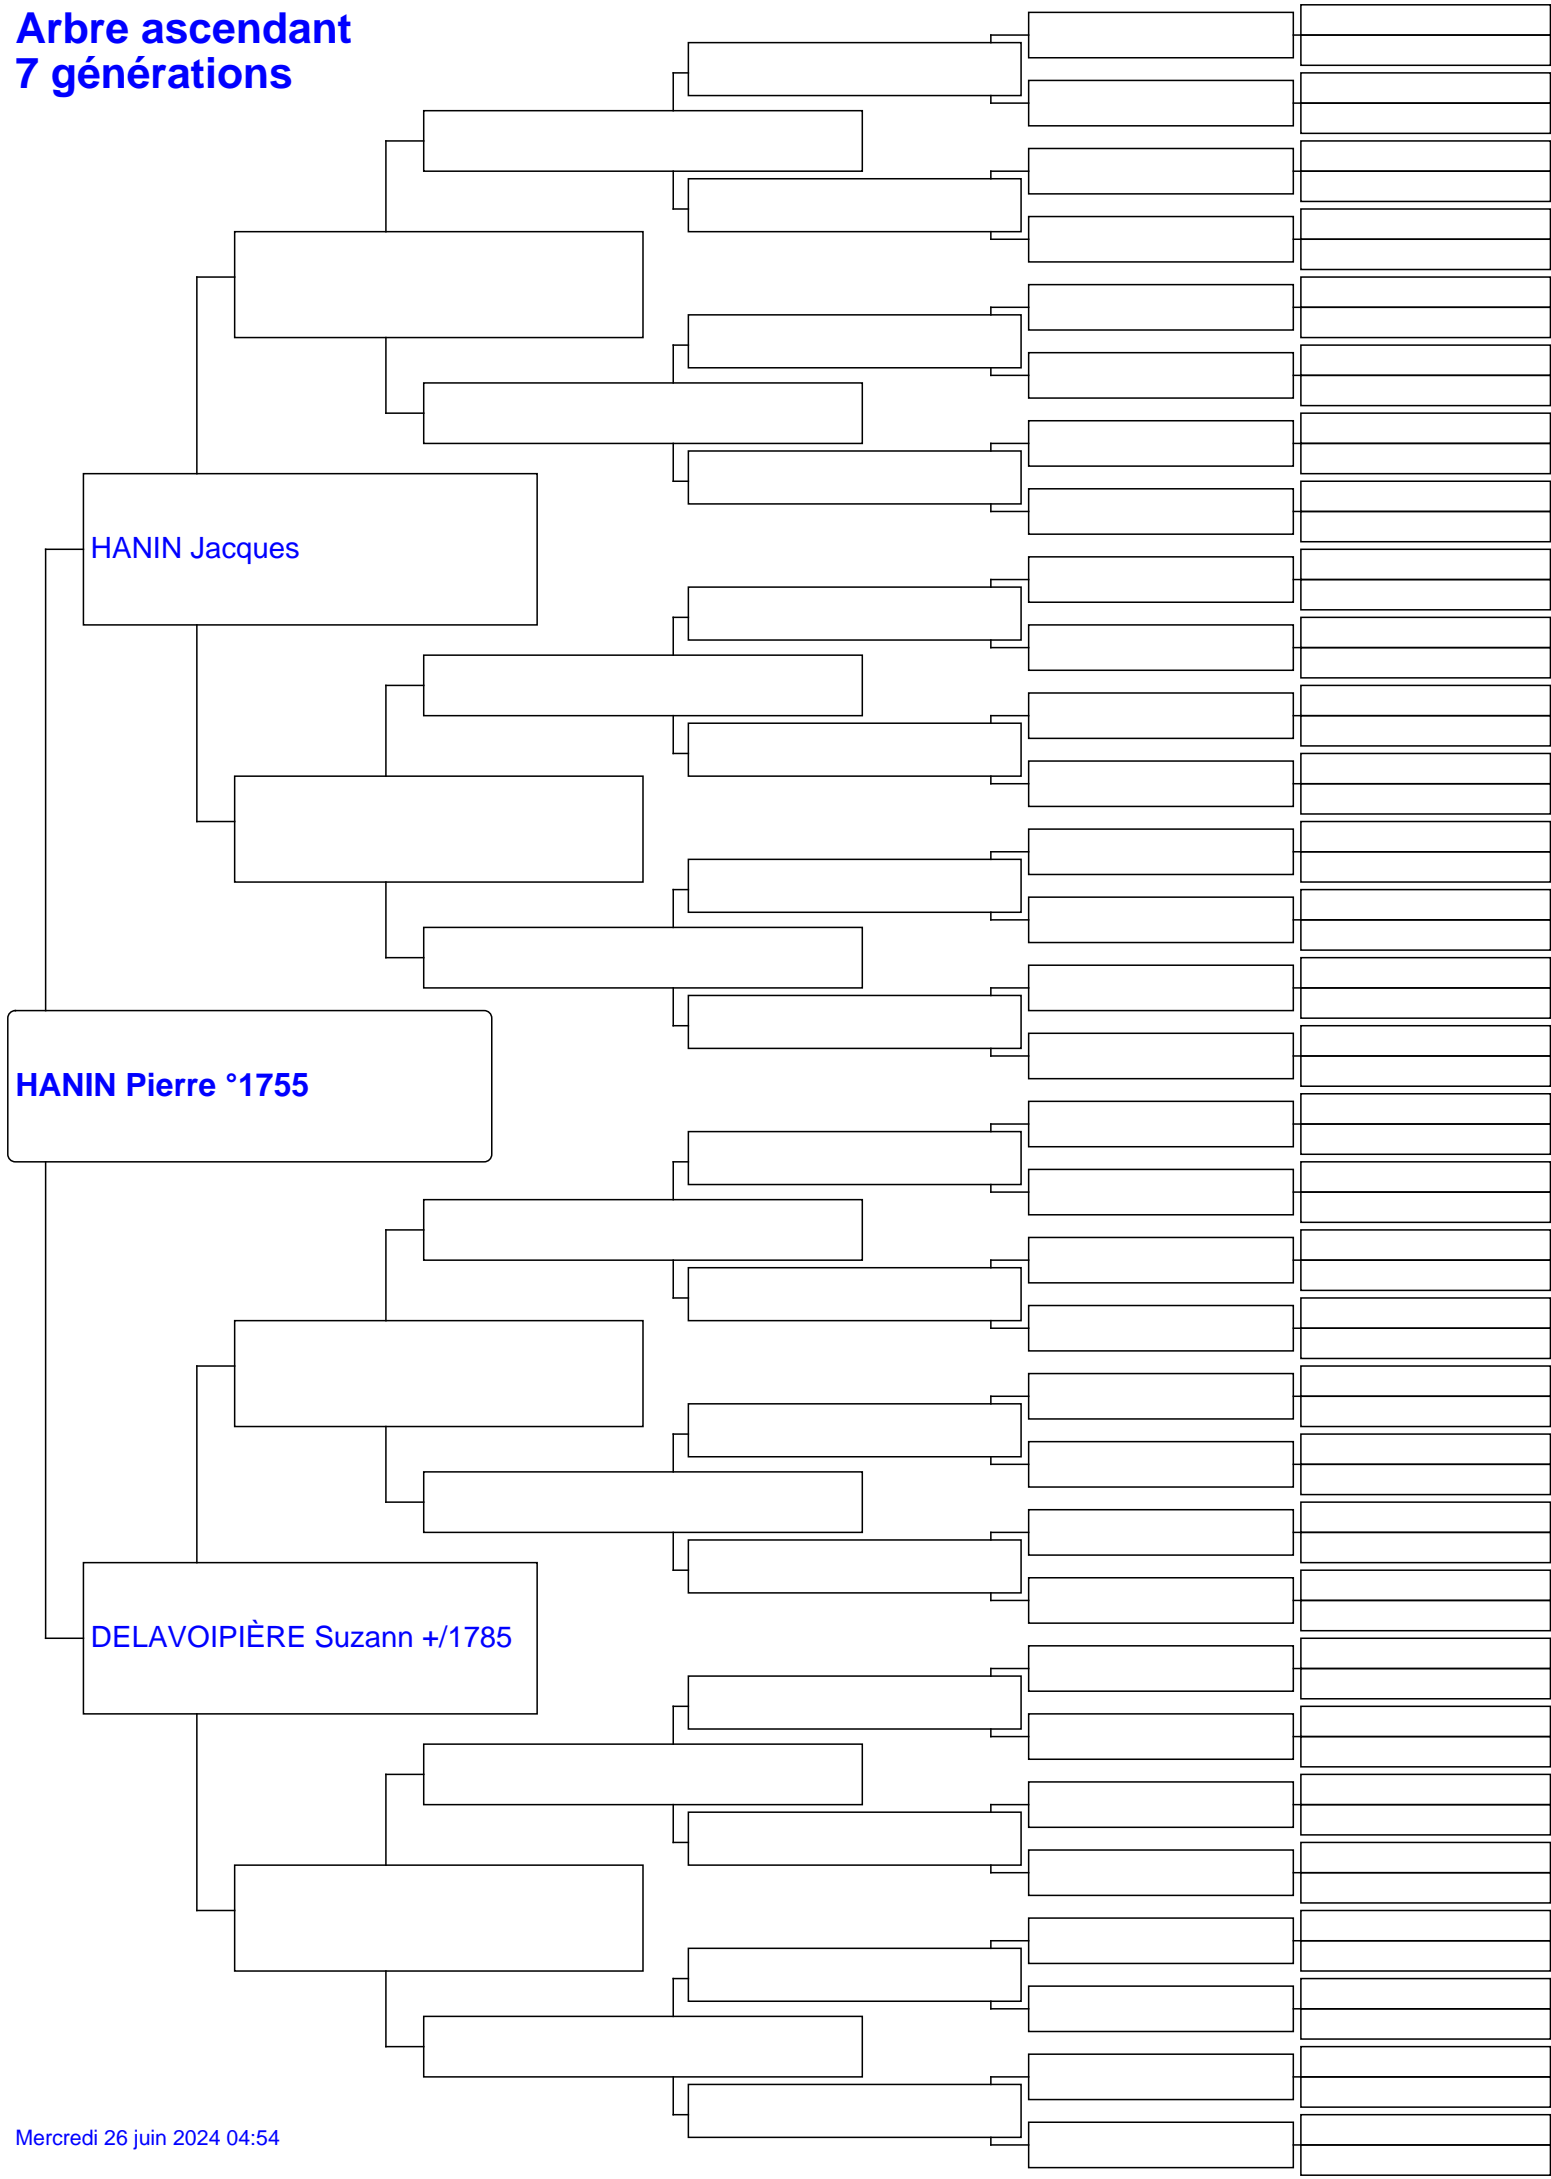 Arbre ascendant
7 générations
HANIN Jacques
HANIN Pierre °1755
DELAVOIPIÈRE Suzann +/1785
Mercredi 26 juin 2024 04:54